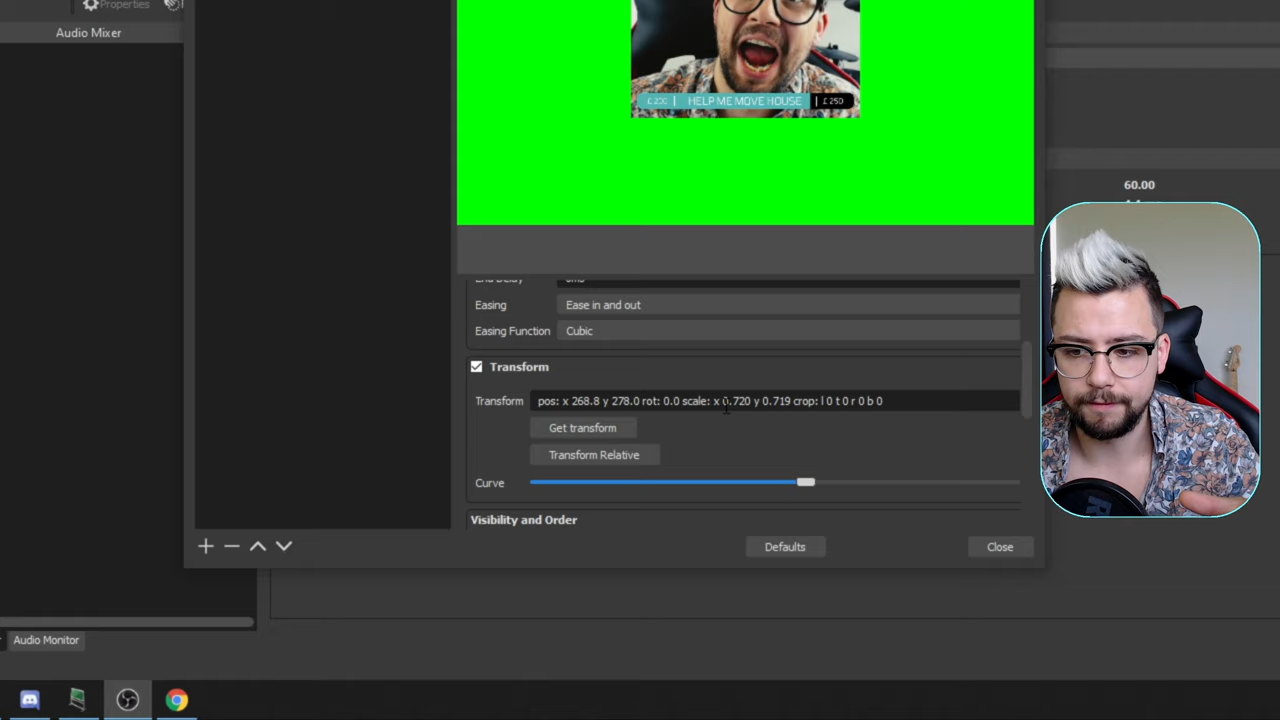 Properties
Audio Mixer
£200 | HELP ME MOVE HOUSE | £250
60.00
Easing Ease in and out
Easing Function Cubic
Transform
Transform pos: x 268.8 y 278.0 rot: 0.0 scale: x 0.720 y 0.719 crop: l 0 t 0 r 0 b 0
Get transform
Transform Relative
Curve
Visibility and Order
Defaults Close
Audio Monitor